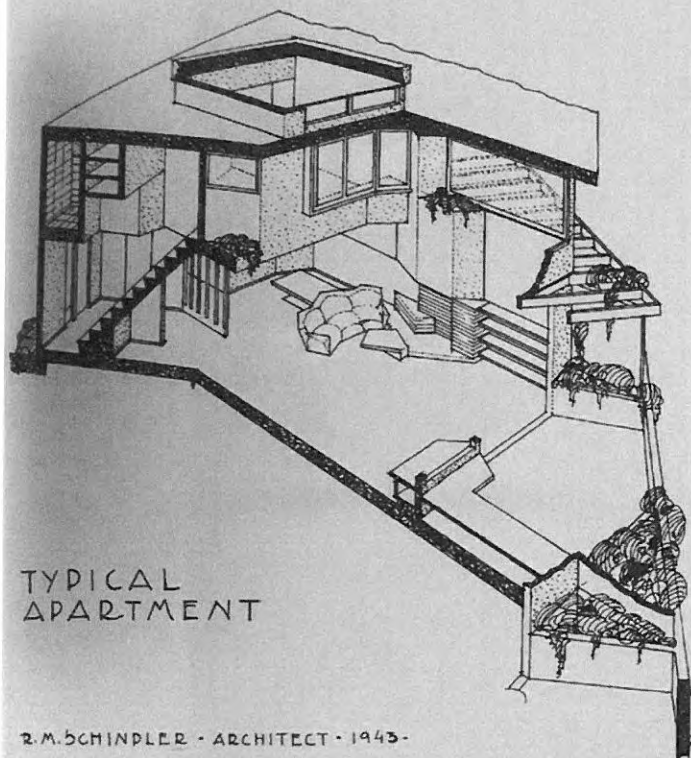 TYPICAL
APARTMENT
R.M. SCHINDLER - ARCHITECT - 1943-